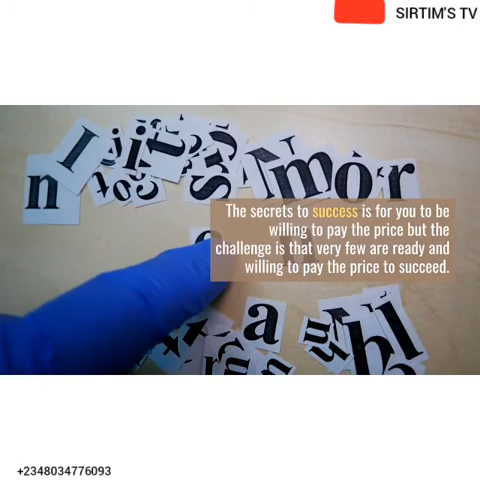 SIRTIM'S TV
The secrets to success is for you to be
willing to pay the price but the
challenge is that very few are ready and
willing to pay the price to succeed.
+2348034776093